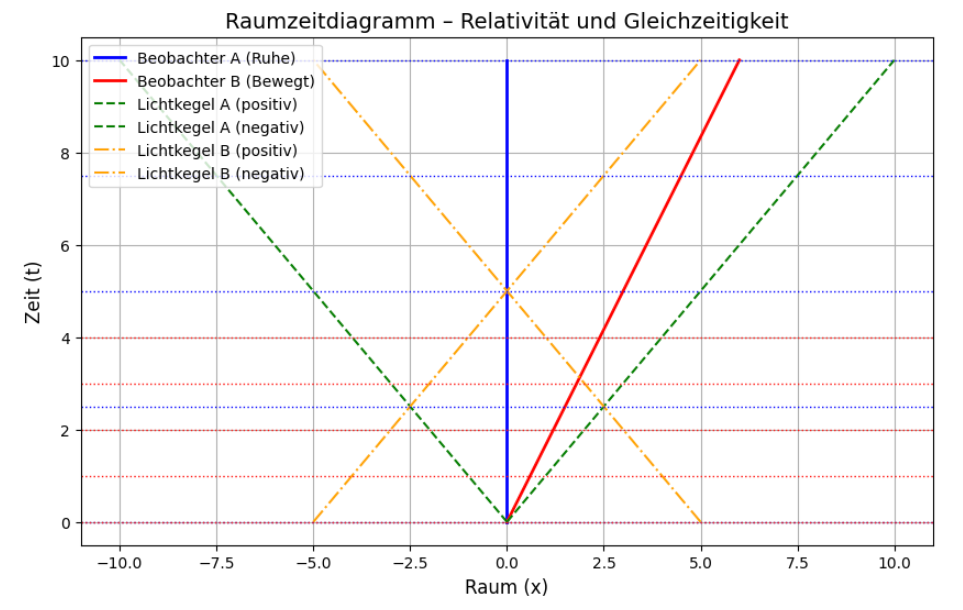 Raumzeitdiagramm – Relativität und Gleichzeitigkeit
Beobachter A (Ruhe)
Beobachter B (Bewegt)
Lichtkegel A (positiv)
Lichtkegel A (negativ)
Lichtkegel B (positiv)
Lichtkegel B (negativ)
Zeit (t)
10
8
6
4
2
0
−10.0 −7.5 −5.0 −2.5 0.0 2.5 5.0 7.5 10.0
Raum (x)